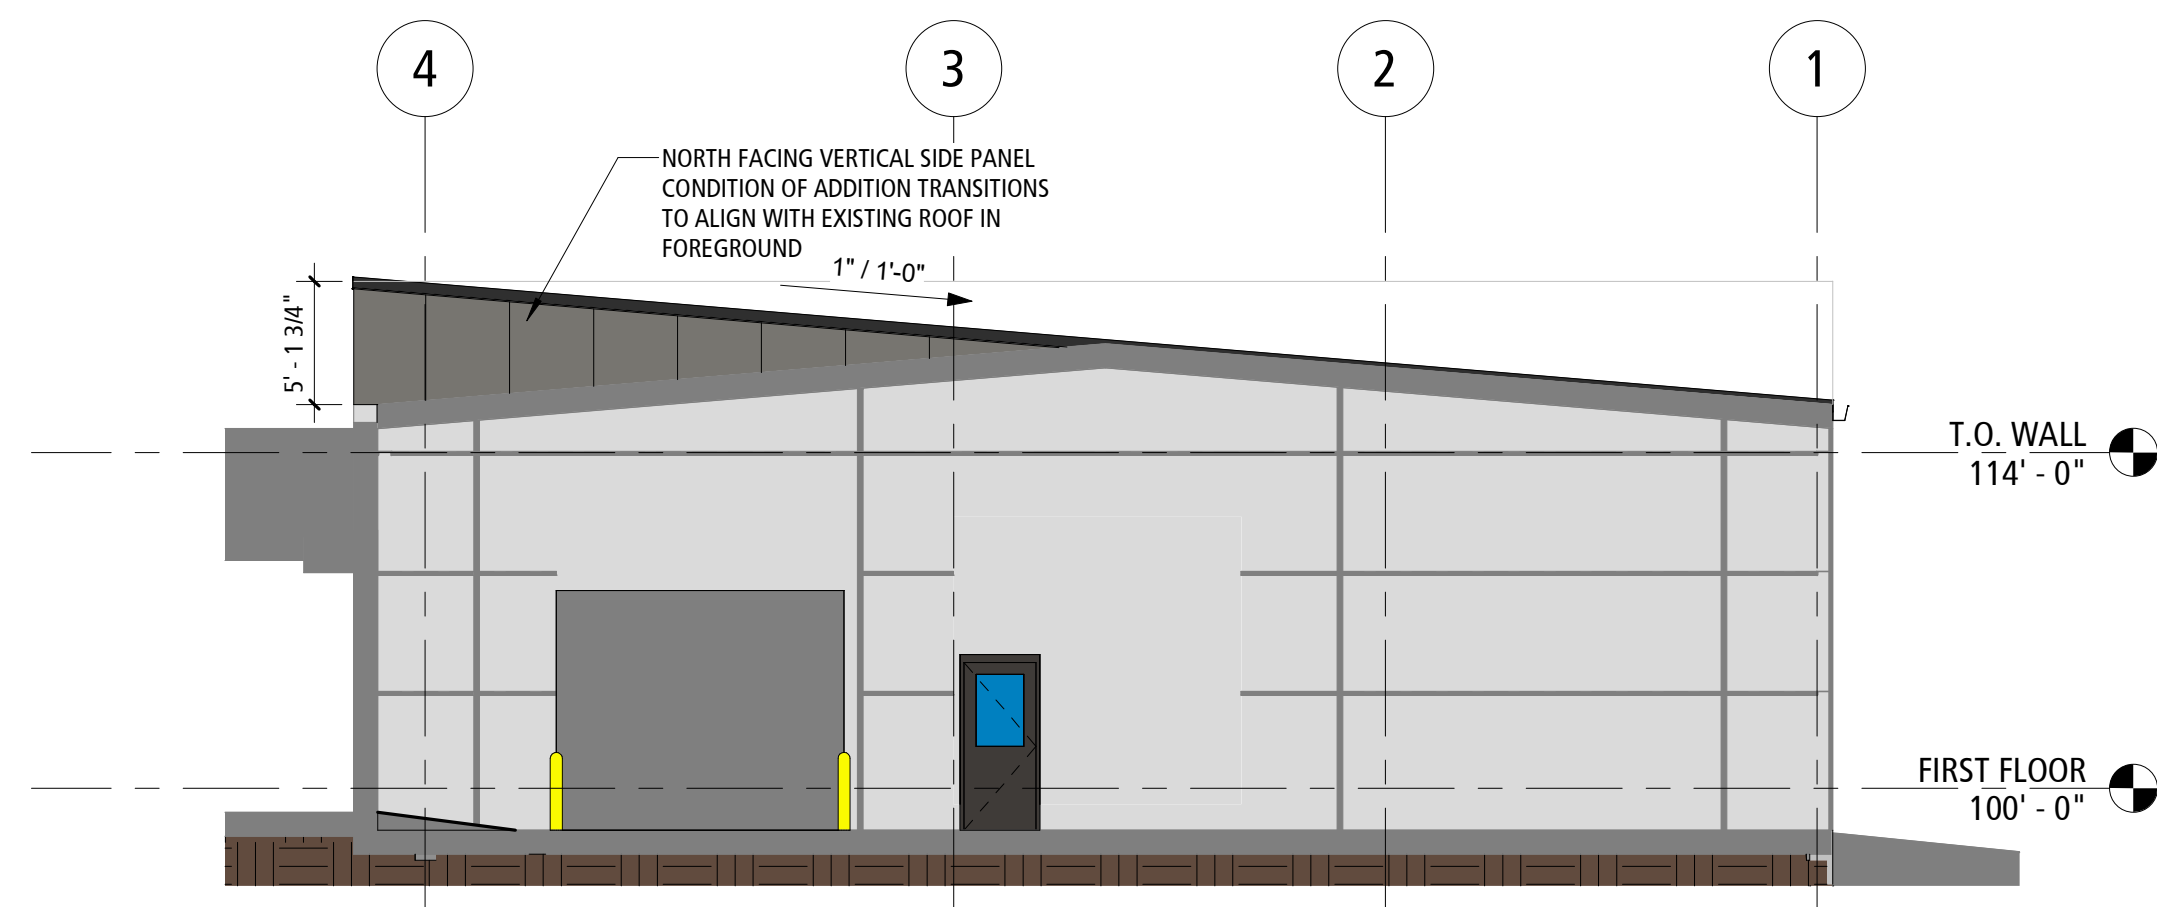 4
3
2
1
NORTH FACING VERTICAL SIDE PANEL
CONDITION OF ADDITION TRANSITIONS
TO ALIGN WITH EXISTING ROOF IN
FOREGROUND
1" / 1'-0"
5' - 1 3/4"
T.O. WALL
114' - 0"
FIRST FLOOR
100' - 0"